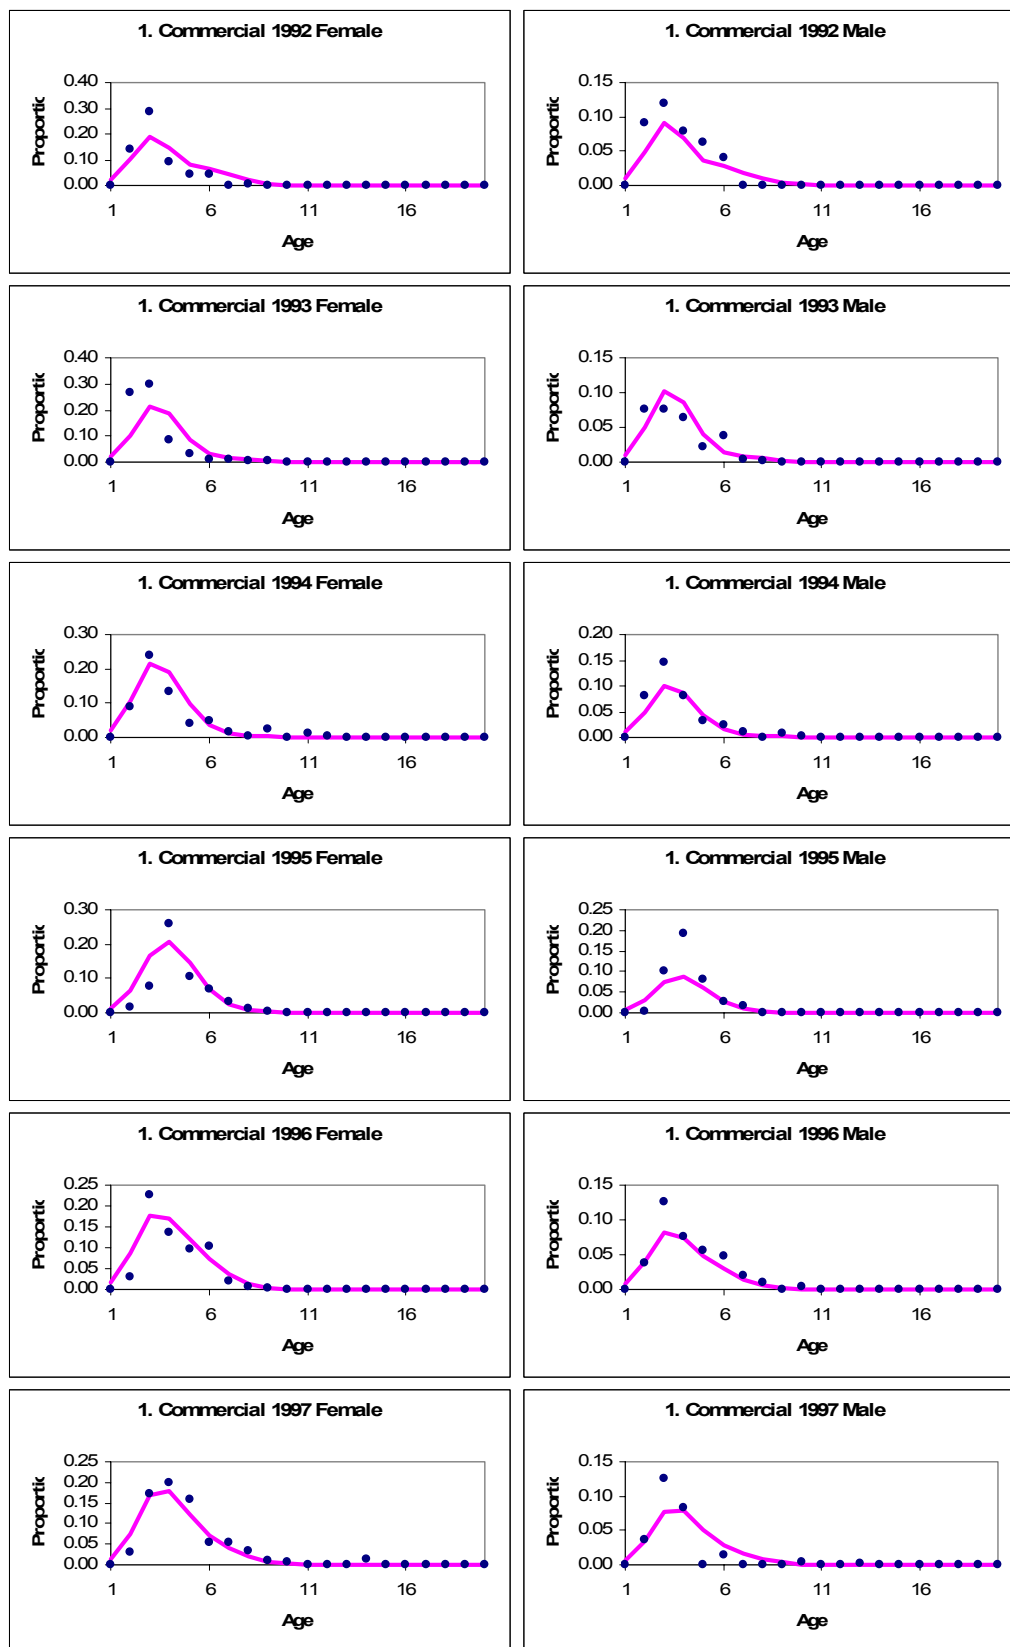 1. Commercial 1992 Female
0.40
0.30
0.20
0.10
0.00
Proportic
1 6 11 16
Age
1. Commercial 1992 Male
0.15
0.10
0.05
0.00
Proportic
1 6 11 16
Age
1. Commercial 1993 Female
0.40
0.30
0.20
0.10
0.00
Proportic
1 6 11 16
Age
1. Commercial 1993 Male
0.15
0.10
0.05
0.00
Proportic
1 6 11 16
Age
1. Commercial 1994 Female
0.30
0.20
0.10
0.00
Proportic
1 6 11 16
Age
1. Commercial 1994 Male
0.20
0.15
0.10
0.05
0.00
Proportic
1 6 11 16
Age
1. Commercial 1995 Female
0.30
0.20
0.10
0.00
Proportic
1 6 11 16
Age
1. Commercial 1995 Male
0.25
0.20
0.15
0.10
0.05
0.00
Proportic
1 6 11 16
Age
1. Commercial 1996 Female
0.25
0.20
0.15
0.10
0.05
0.00
Proportic
1 6 11 16
Age
1. Commercial 1996 Male
0.15
0.10
0.05
0.00
Proportic
1 6 11 16
Age
1. Commercial 1997 Female
0.25
0.20
0.15
0.10
0.05
0.00
Proportic
1 6 11 16
Age
1. Commercial 1997 Male
0.15
0.10
0.05
0.00
Proportic
1 6 11 16
Age